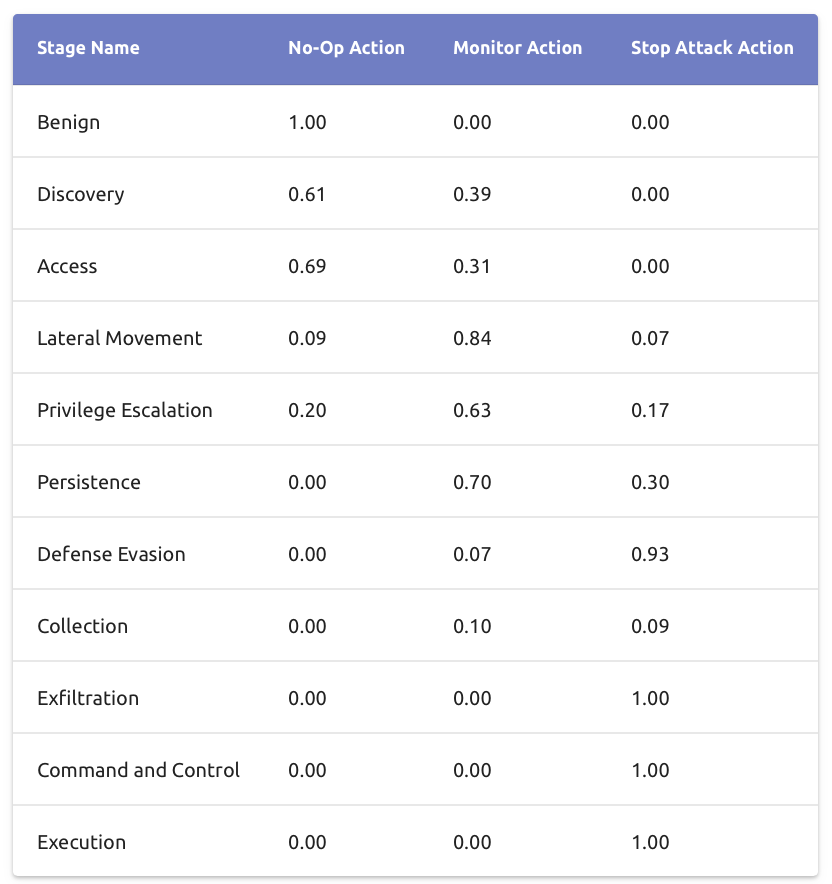 Stage Name No-Op Action Monitor Action Stop Attack Action
Benign 1.00 0.00 0.00
Discovery 0.61 0.39 0.00
Access 0.69 0.31 0.00
Lateral Movement 0.09 0.84 0.07
Privilege Escalation 0.20 0.63 0.17
Persistence 0.00 0.70 0.30
Defense Evasion 0.00 0.07 0.93
Collection 0.00 0.10 0.09
Exfiltration 0.00 0.00 1.00
Command and Control 0.00 0.00 1.00
Execution 0.00 0.00 1.00